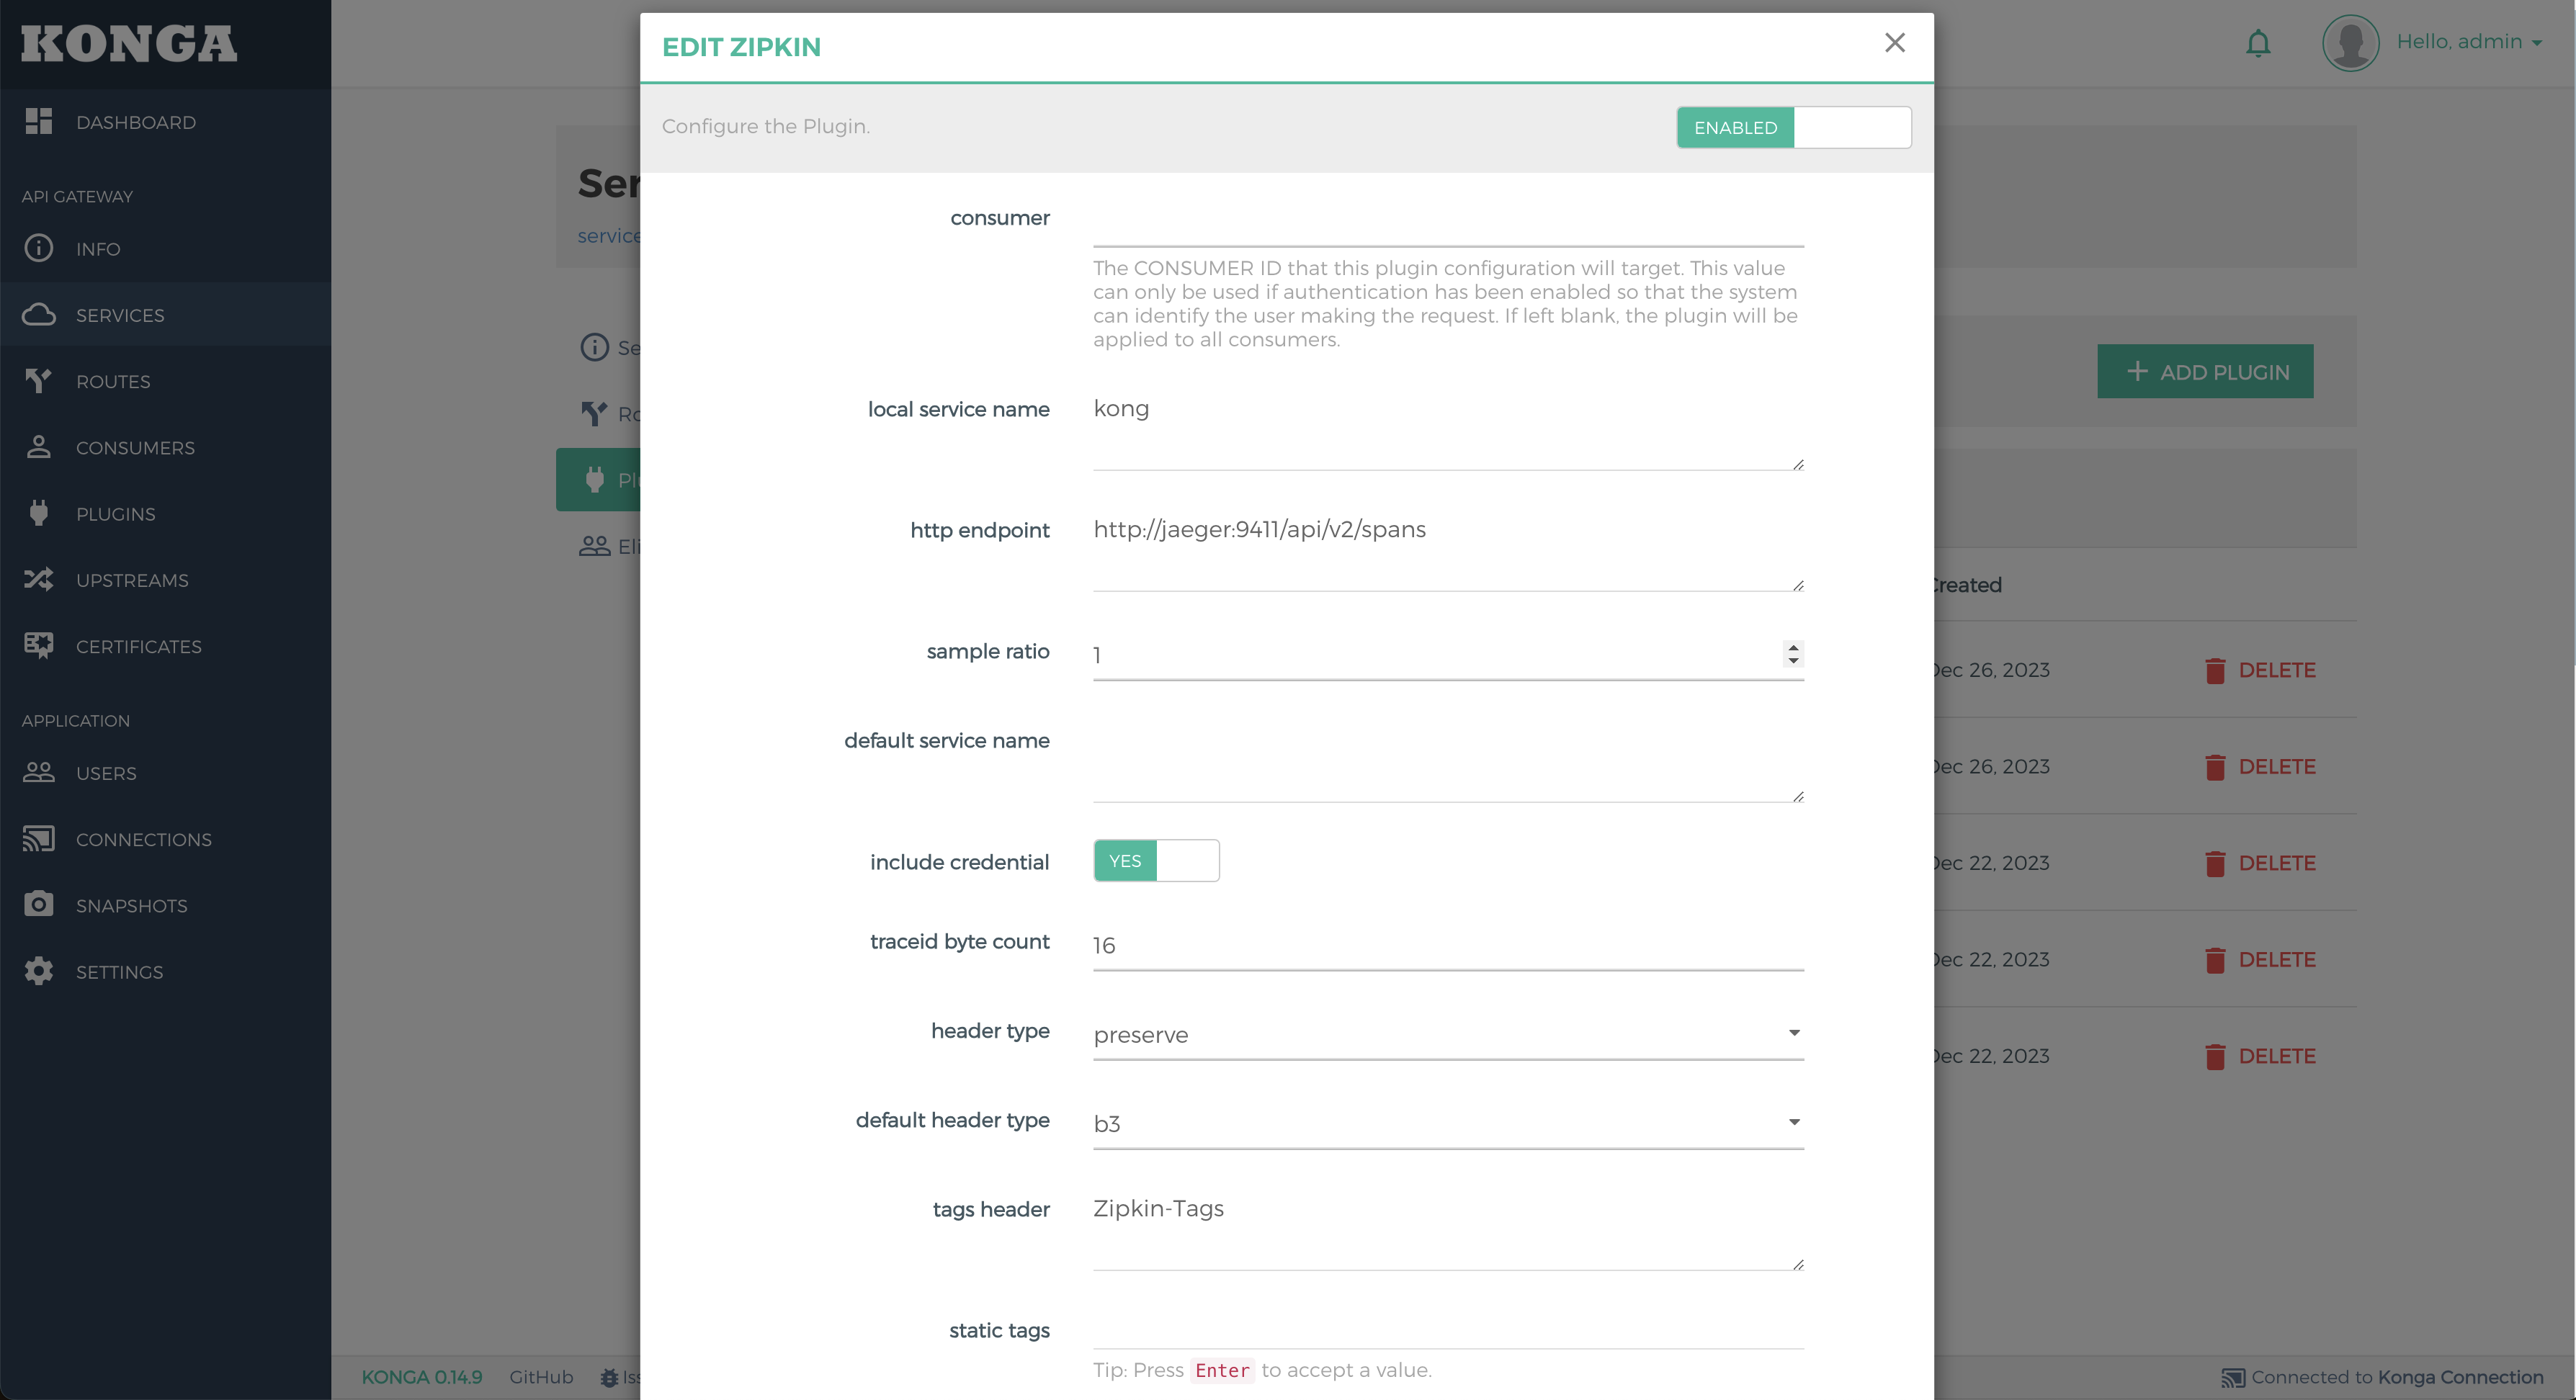 KONGA
DASHBOARD
API GATEWAY
INFO
SERVICES
ROUTES
CONSUMERS
PLUGINS
UPSTREAMS
CERTIFICATES
APPLICATION
USERS
CONNECTIONS
SNAPSHOTS
SETTINGS
Hello, admin
EDIT ZIPKIN
Configure the Plugin.
ENABLED
consumer
The CONSUMER ID that this plugin configuration will target. This value
can only be used if authentication has been enabled so that the system
can identify the user making the request. If left blank, the plugin will be
applied to all consumers.
local service name
kong
http endpoint
http://jaeger:9411/api/v2/spans
sample ratio
1
default service name
include credential
YES
traceid byte count
16
header type
preserve
default header type
b3
tags header
Zipkin-Tags
static tags
Tip: Press Enter to accept a value.
ADD PLUGIN
Created
Dec 26, 2023
DELETE
Dec 26, 2023
DELETE
Dec 22, 2023
DELETE
Dec 22, 2023
DELETE
Dec 22, 2023
DELETE
KONGA 0.14.9
GitHub
Connected to Konga Connection